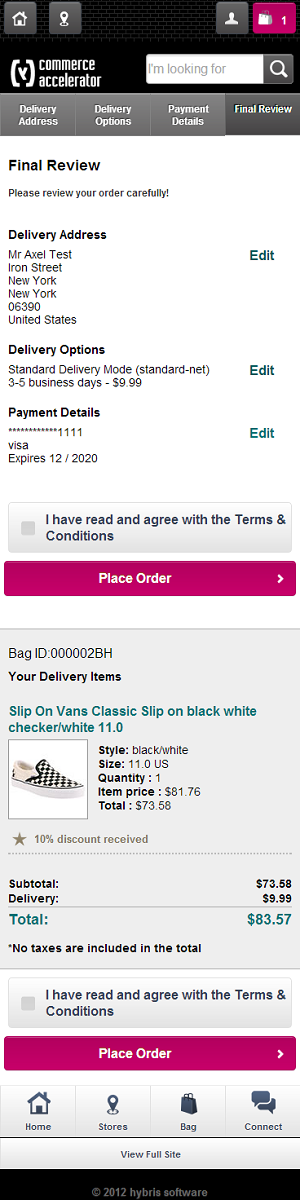 1
commerce
accelerator
I'm looking for
Delivery Address
Delivery Options
Payment Details
Final Review
Final Review
Please review your order carefully!
Delivery Address
Mr Axel Test
Edit
Iron Street
New York
New York
06390
United States
Delivery Options
Standard Delivery Mode (standard-net)
Edit
3-5 business days - $9.99
Payment Details
************1111
Edit
visa
Expires 12 / 2020
I have read and agree with the Terms &
Conditions
Place Order
Bag ID:000002BH
Your Delivery Items
Slip On Vans Classic Slip on black white
checker/white 11.0
Style: black/white
Size: 11.0 US
Quantity : 1
Item price : $81.76
Total : $73.58
10% discount received
Subtotal: $73.58
Delivery: $9.99
Total: $83.57
*No taxes are included in the total
I have read and agree with the Terms &
Conditions
Place Order
Home
Stores
Bag
Connect
View Full Site
© 2012 hybris software